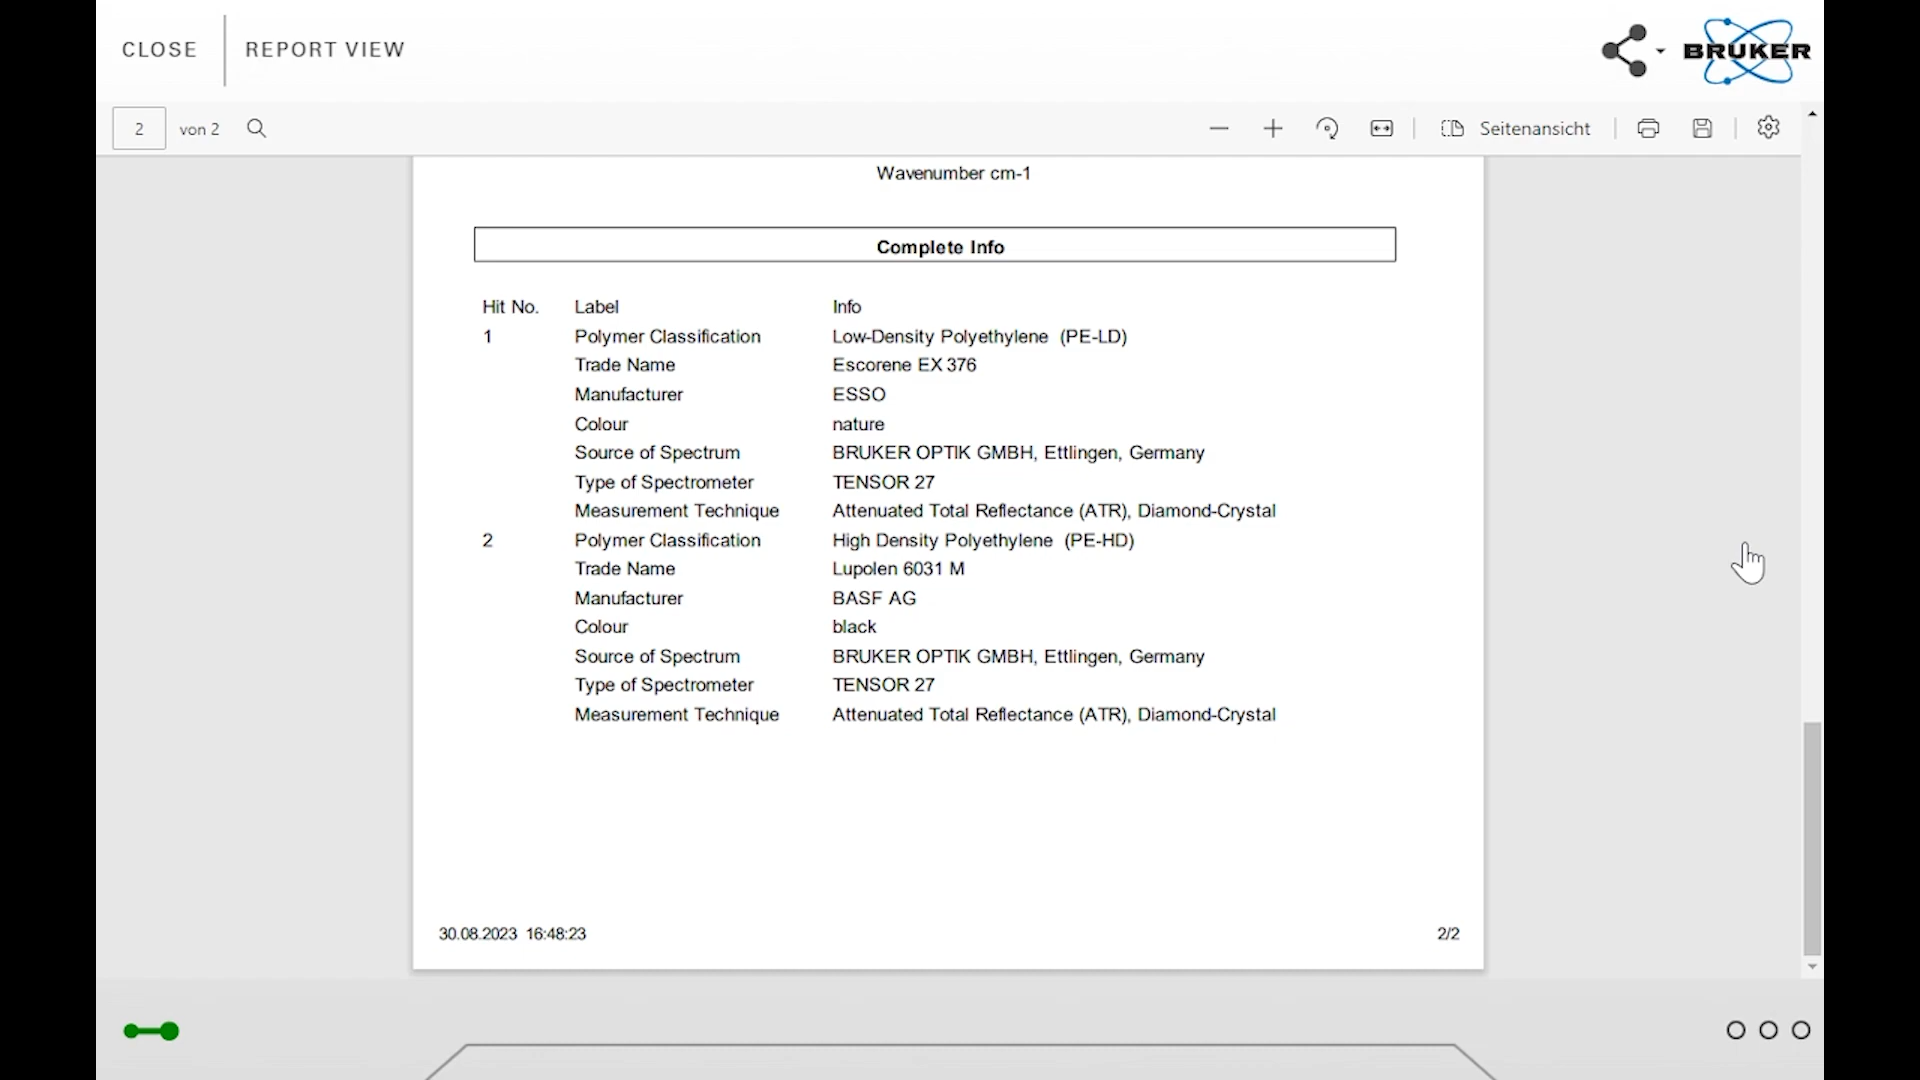 CLOSE REPORT VIEW BRUKER
2 von 2 Seitenansicht
Wavenumber cm-1
Complete Info
Hit No. Label Info
1 Polymer Classification Low-Density Polyethylene (PE-LD)
Trade Name Escorene EX 376
Manufacturer ESSO
Colour nature
Source of Spectrum BRUKER OPTIK GMBH, Ettlingen, Germany
Type of Spectrometer TENSOR 27
Measurement Technique Attenuated Total Reflectance (ATR), Diamond-Crystal
2 Polymer Classification High Density Polyethylene (PE-HD)
Trade Name Lupolen 6031 M
Manufacturer BASF AG
Colour black
Source of Spectrum BRUKER OPTIK GMBH, Ettlingen, Germany
Type of Spectrometer TENSOR 27
Measurement Technique Attenuated Total Reflectance (ATR), Diamond-Crystal
30.08.2023 16:48:23 2/2